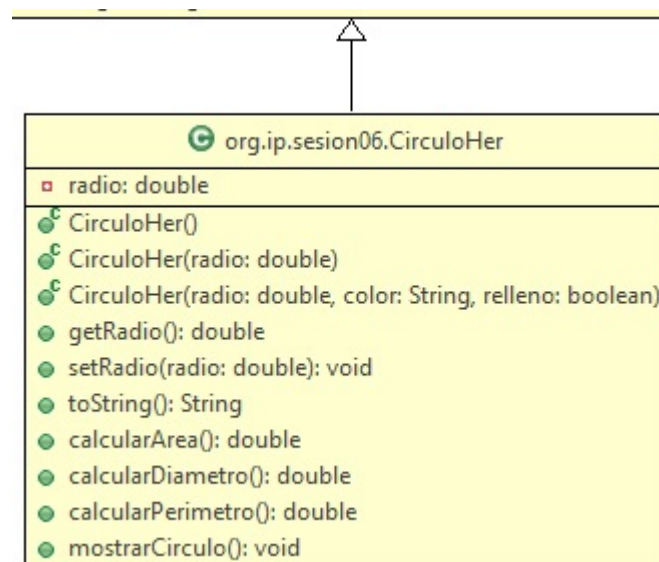 org.ip.sesion06.CirculoHer
radio: double
CirculoHer()
CirculoHer(radio: double)
CirculoHer(radio: double, color: String, relleno: boolean)
getRadio(): double
setRadio(radio: double): void
toString(): String
calcularArea(): double
calcularDiametro(): double
calcularPerimetro(): double
mostrarCirculo(): void